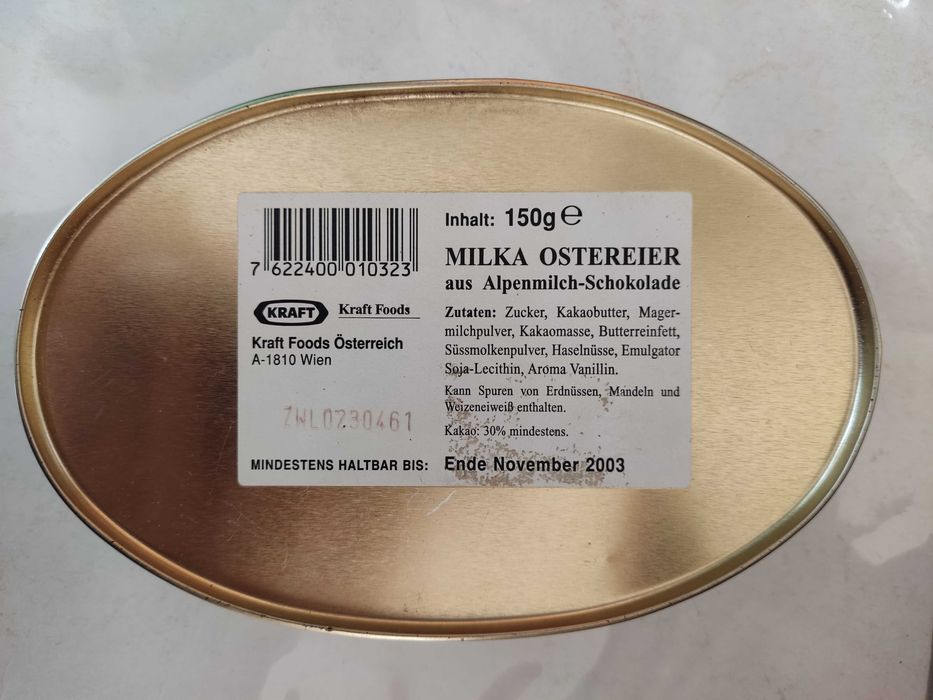 7 622400 010323
KRAFT Kraft Foods
Kraft Foods Österreich
A-1810 Wien
ZWL0230461
MINDESTENS HALTBAR BIS:
Inhalt: 150g ℮
MILKA OSTEREIER
aus Alpenmilch-Schokolade
Zutaten: Zucker, Kakaobutter, Mager-
milchpulver, Kakaomasse, Butterreinfett,
Süssmolkenpulver, Haselnüsse, Emulgator
Soja-Lecithin, Aroma Vanillin.
Kann Spuren von Erdnüssen, Mandeln und
Weizeneiweiß enthalten.
Kakao: 30% mindestens.
Ende November 2003